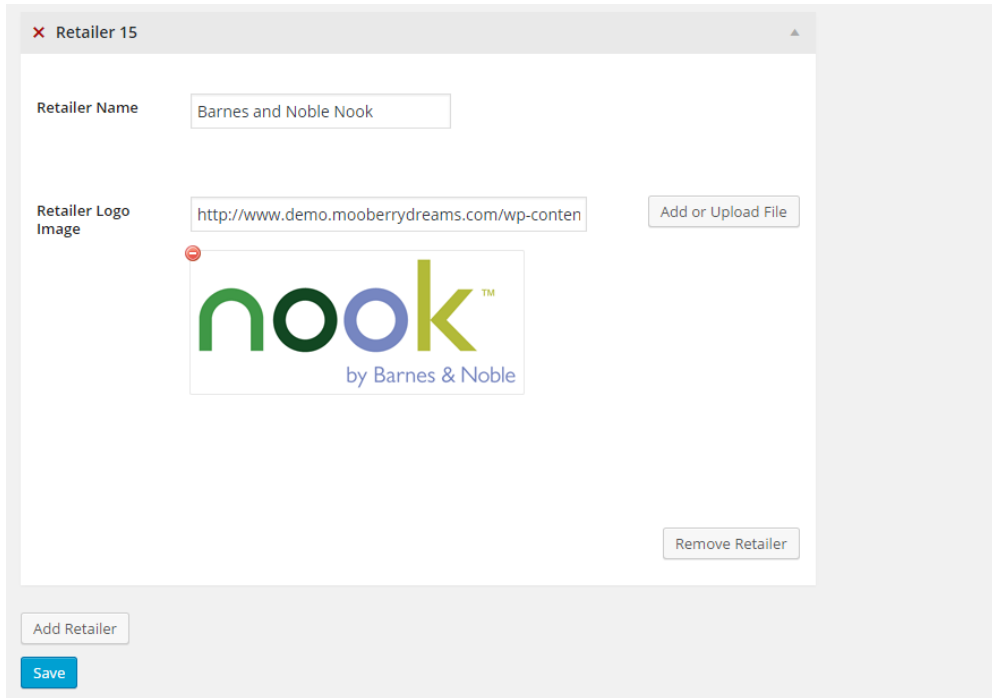 Retailer 15
Retailer Name
Barnes and Noble Nook
Retailer Logo
Image
http://www.demo.mooberrydreams.com/wp-conten
Add or Upload File
nook™
by Barnes & Noble
Remove Retailer
Add Retailer
Save